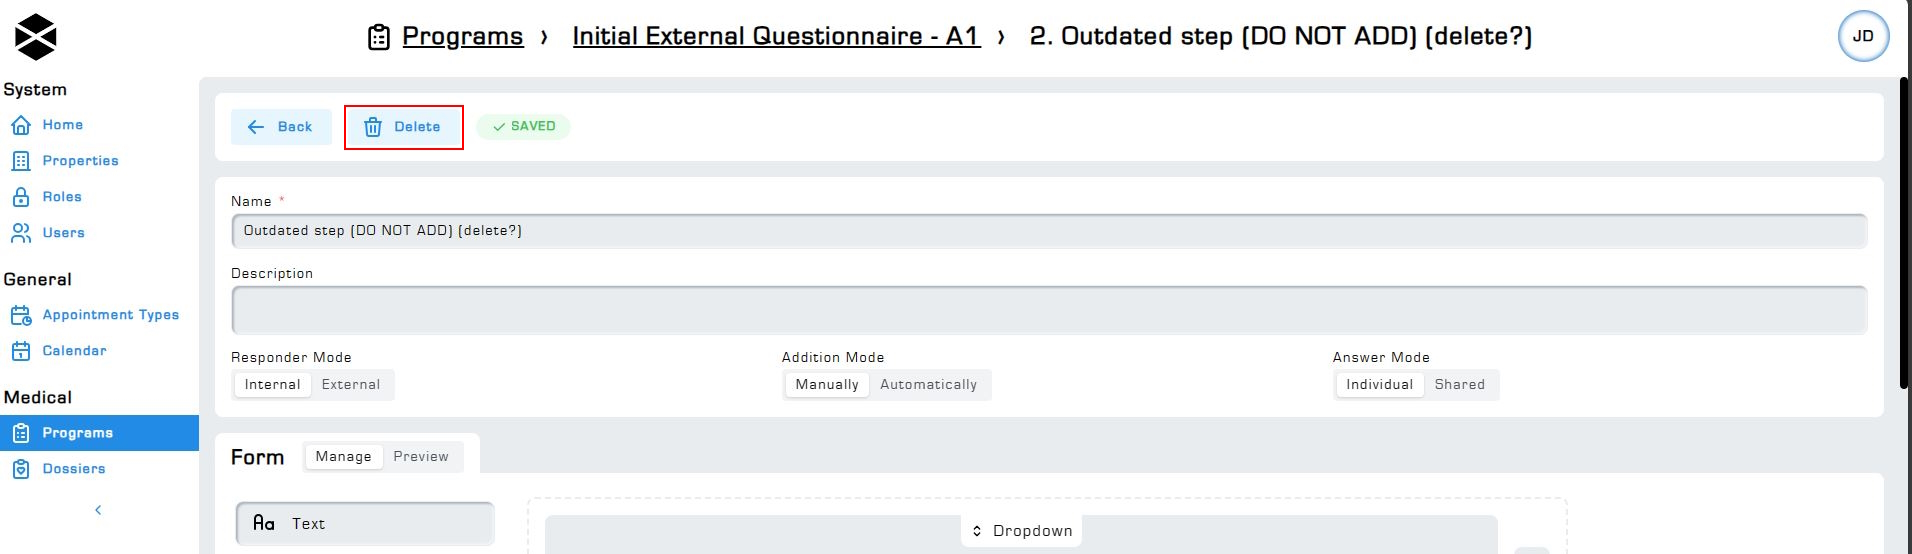 Programs › Initial External Questionnaire - A1 › 2. Outdated step (DO NOT ADD) (delete?)
JD
System
Home
Properties
Roles
Users
General
Appointment Types
Calendar
Medical
Programs
Dossiers
Back
Delete
SAVED
Name *
Outdated step (DO NOT ADD) (delete?)
Description
Responder Mode
Internal External
Addition Mode
Manually Automatically
Answer Mode
Individual Shared
Form
Manage Preview
Aa Text
Dropdown